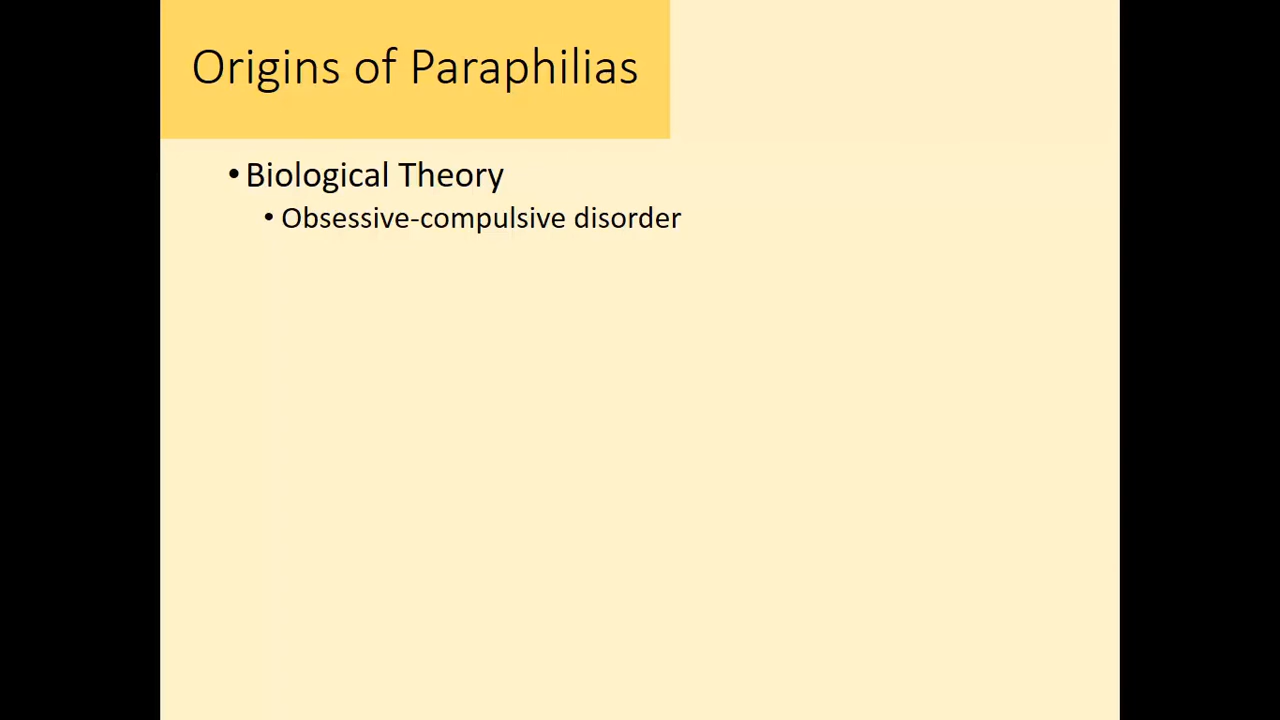 Origins of Paraphilias
• Biological Theory
• Obsessive-compulsive disorder